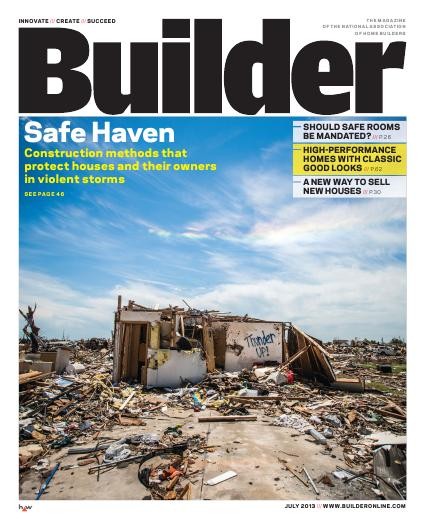 INNOVATE /// CREATE /// SUCCEED
THE MAGAZINE
OF THE NATIONAL ASSOCIATION
OF HOME BUILDERS
Builder
Safe Haven
Construction methods that
protect houses and their owners
in violent storms
SEE PAGE 46
SHOULD SAFE ROOMS
BE MANDATED? /// P.26
HIGH-PERFORMANCE
HOMES WITH CLASSIC
GOOD LOOKS /// P.62
A NEW WAY TO SELL
NEW HOUSES /// P.30
Thunder
UP!
JULY 2013 /// WWW.BUILDERONLINE.COM